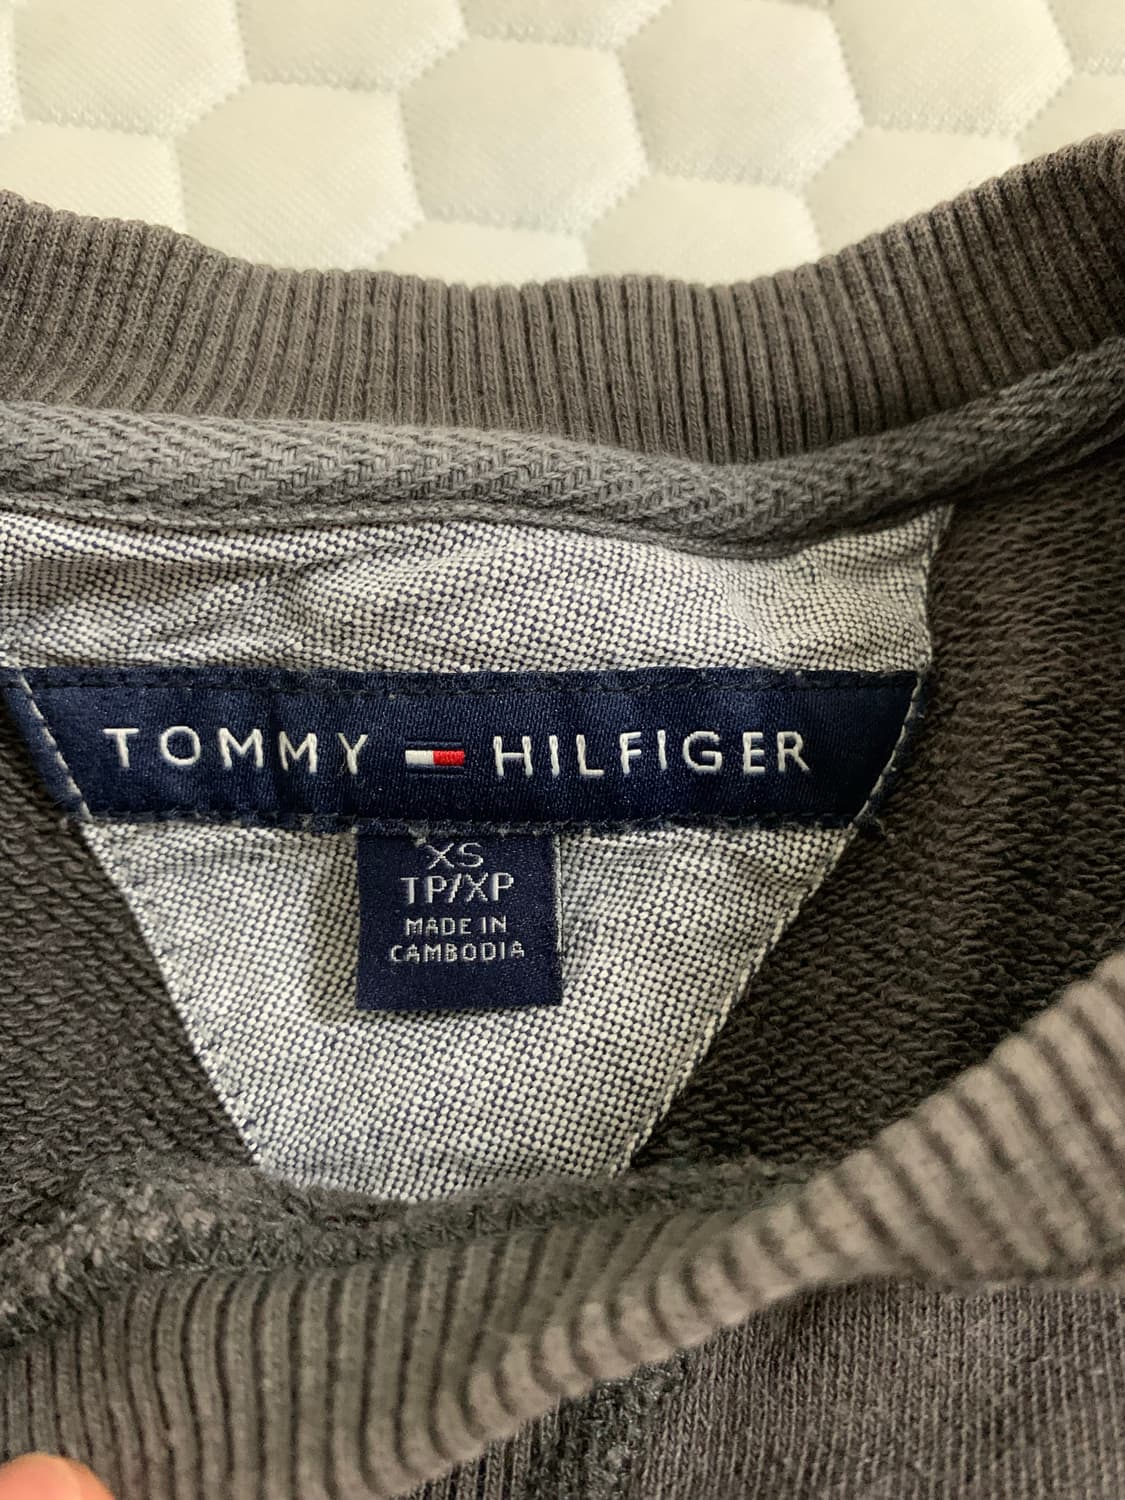 TOMMY HILFIGER
XS
TP/XP
MADE IN
CAMBODIA